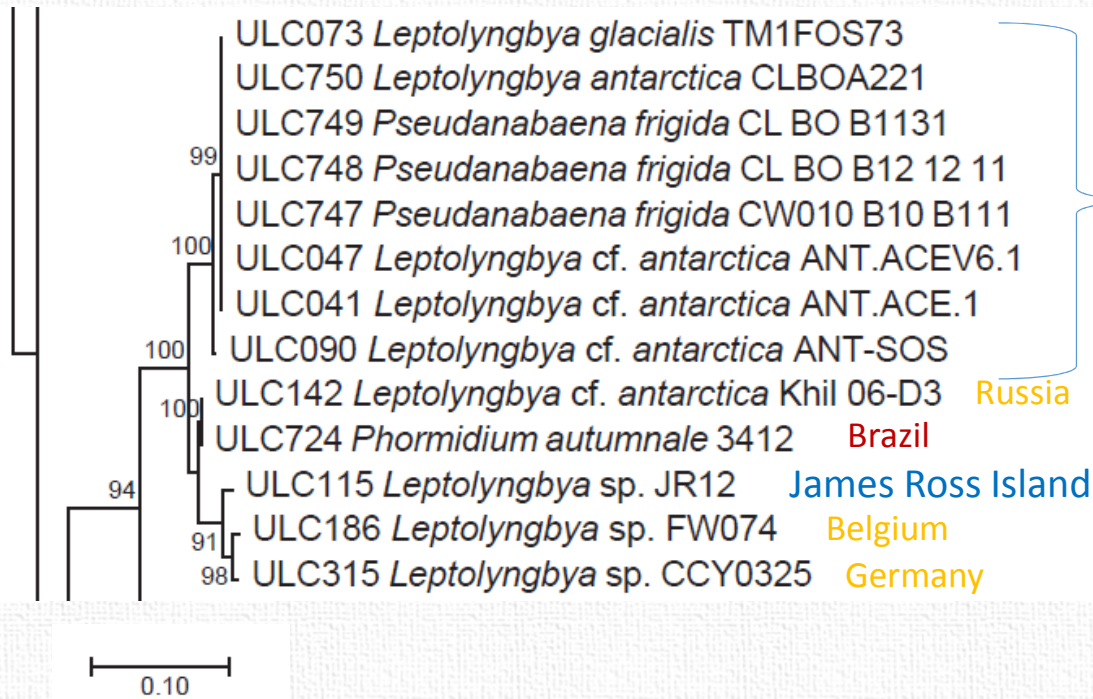 ULC073 Leptolyngbya glacialis TM1FOS73
ULC750 Leptolyngbya antarctica CLBOA221
ULC749 Pseudanabaena frigida CL BO B1131
99
ULC748 Pseudanabaena frigida CL BO B12 12 11
ULC747 Pseudanabaena frigida CW010 B10 B111
100
ULC047 Leptolyngbya cf. antarctica ANT.ACEV6.1
ULC041 Leptolyngbya cf. antarctica ANT.ACE.1
100
ULC090 Leptolyngbya cf. antarctica ANT-SOS
100
ULC142 Leptolyngbya cf. antarctica Khil 06-D3 Russia
ULC724 Phormidium autumnale 3412 Brazil
94
ULC115 Leptolyngbya sp. JR12 James Ross Island
91
ULC186 Leptolyngbya sp. FW074 Belgium
98
ULC315 Leptolyngbya sp. CCY0325 Germany
0.10